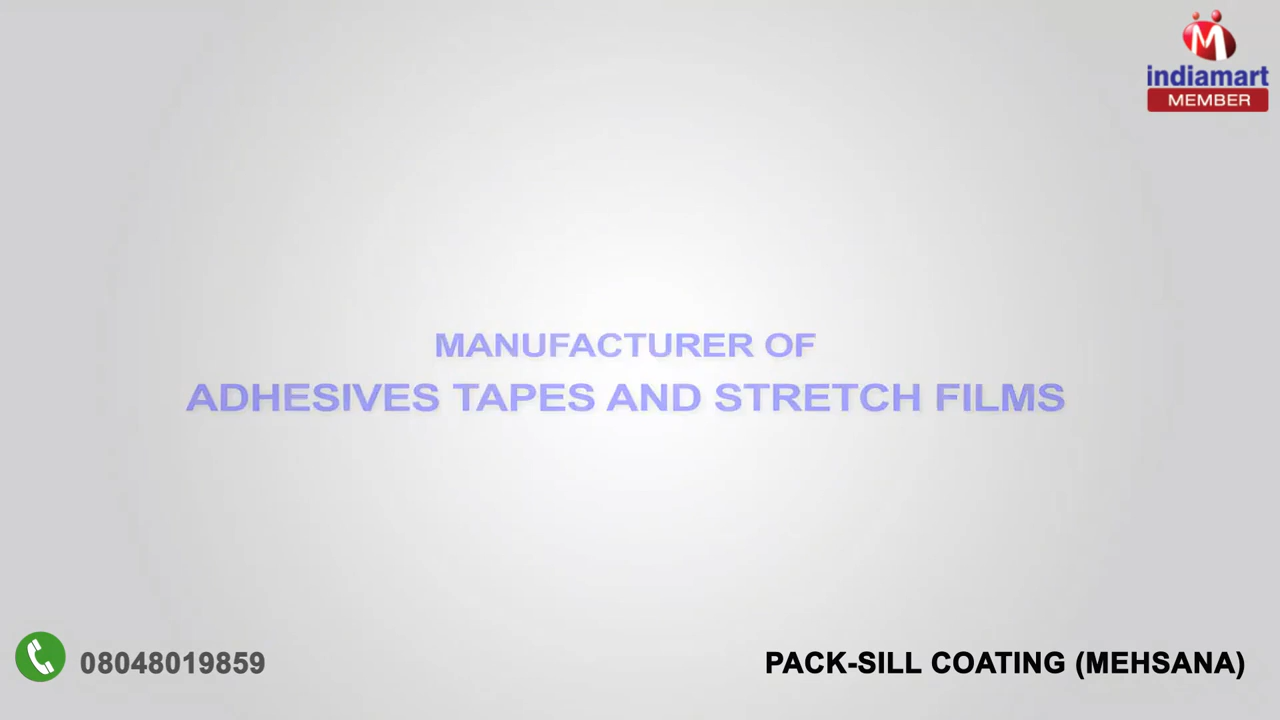 indiamart
MEMBER
MANUFACTURER OF
ADHESIVES TAPES AND STRETCH FILMS
08048019859
PACK-SILL COATING (MEHSANA)